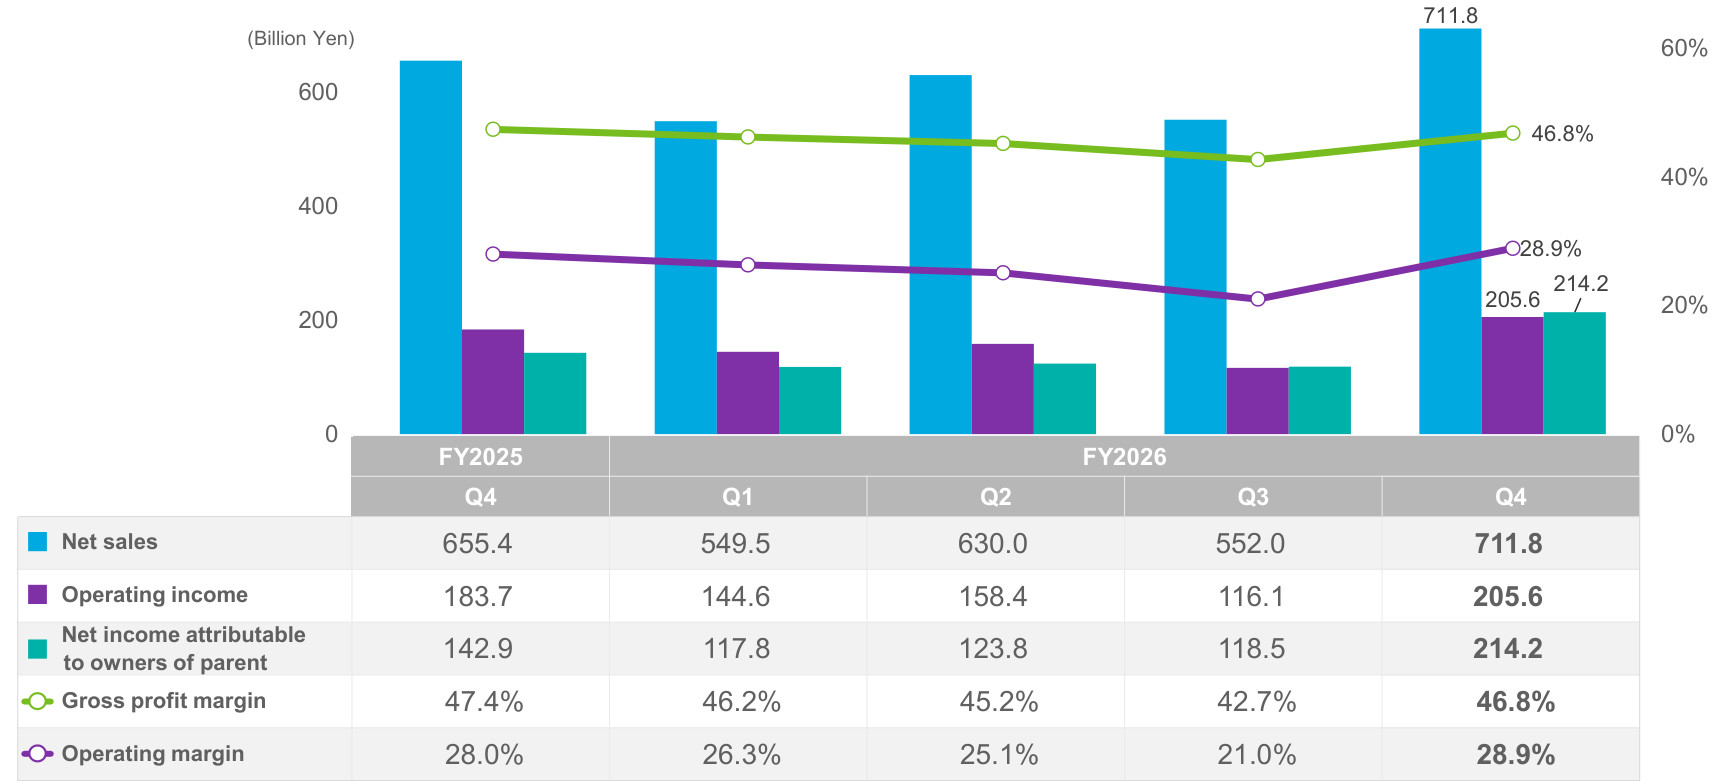 711.8
(Billion Yen)
60%
600
46.8%
40%
400
28.9%
214.2
205.6
20%
200
0
0%
FY2025 FY2026
Q4 Q1 Q2 Q3 Q4
Net sales 655.4 549.5 630.0 552.0 711.8
Operating income 183.7 144.6 158.4 116.1 205.6
Net income attributable
to owners of parent 142.9 117.8 123.8 118.5 214.2
Gross profit margin 47.4% 46.2% 45.2% 42.7% 46.8%
Operating margin 28.0% 26.3% 25.1% 21.0% 28.9%